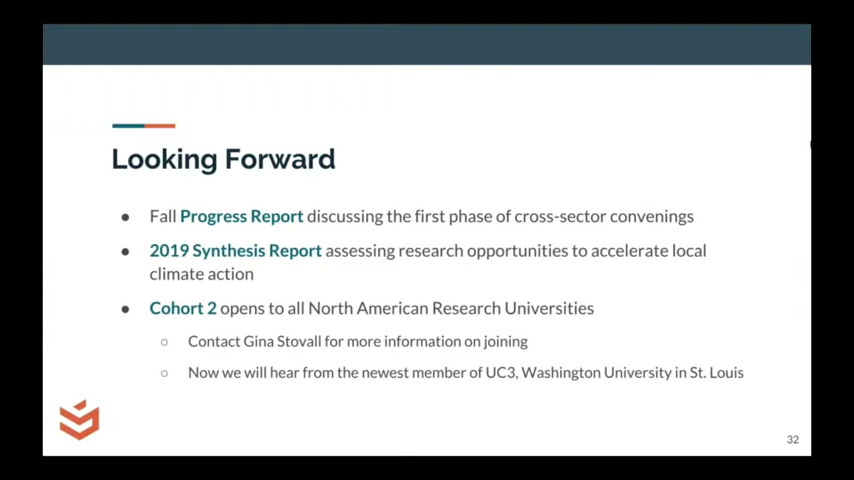 Looking Forward
● Fall Progress Report discussing the first phase of cross-sector convenings
● 2019 Synthesis Report assessing research opportunities to accelerate local
climate action
● Cohort 2 opens to all North American Research Universities
○ Contact Gina Stovall for more information on joining
○ Now we will hear from the newest member of UC3, Washington University in St. Louis
32